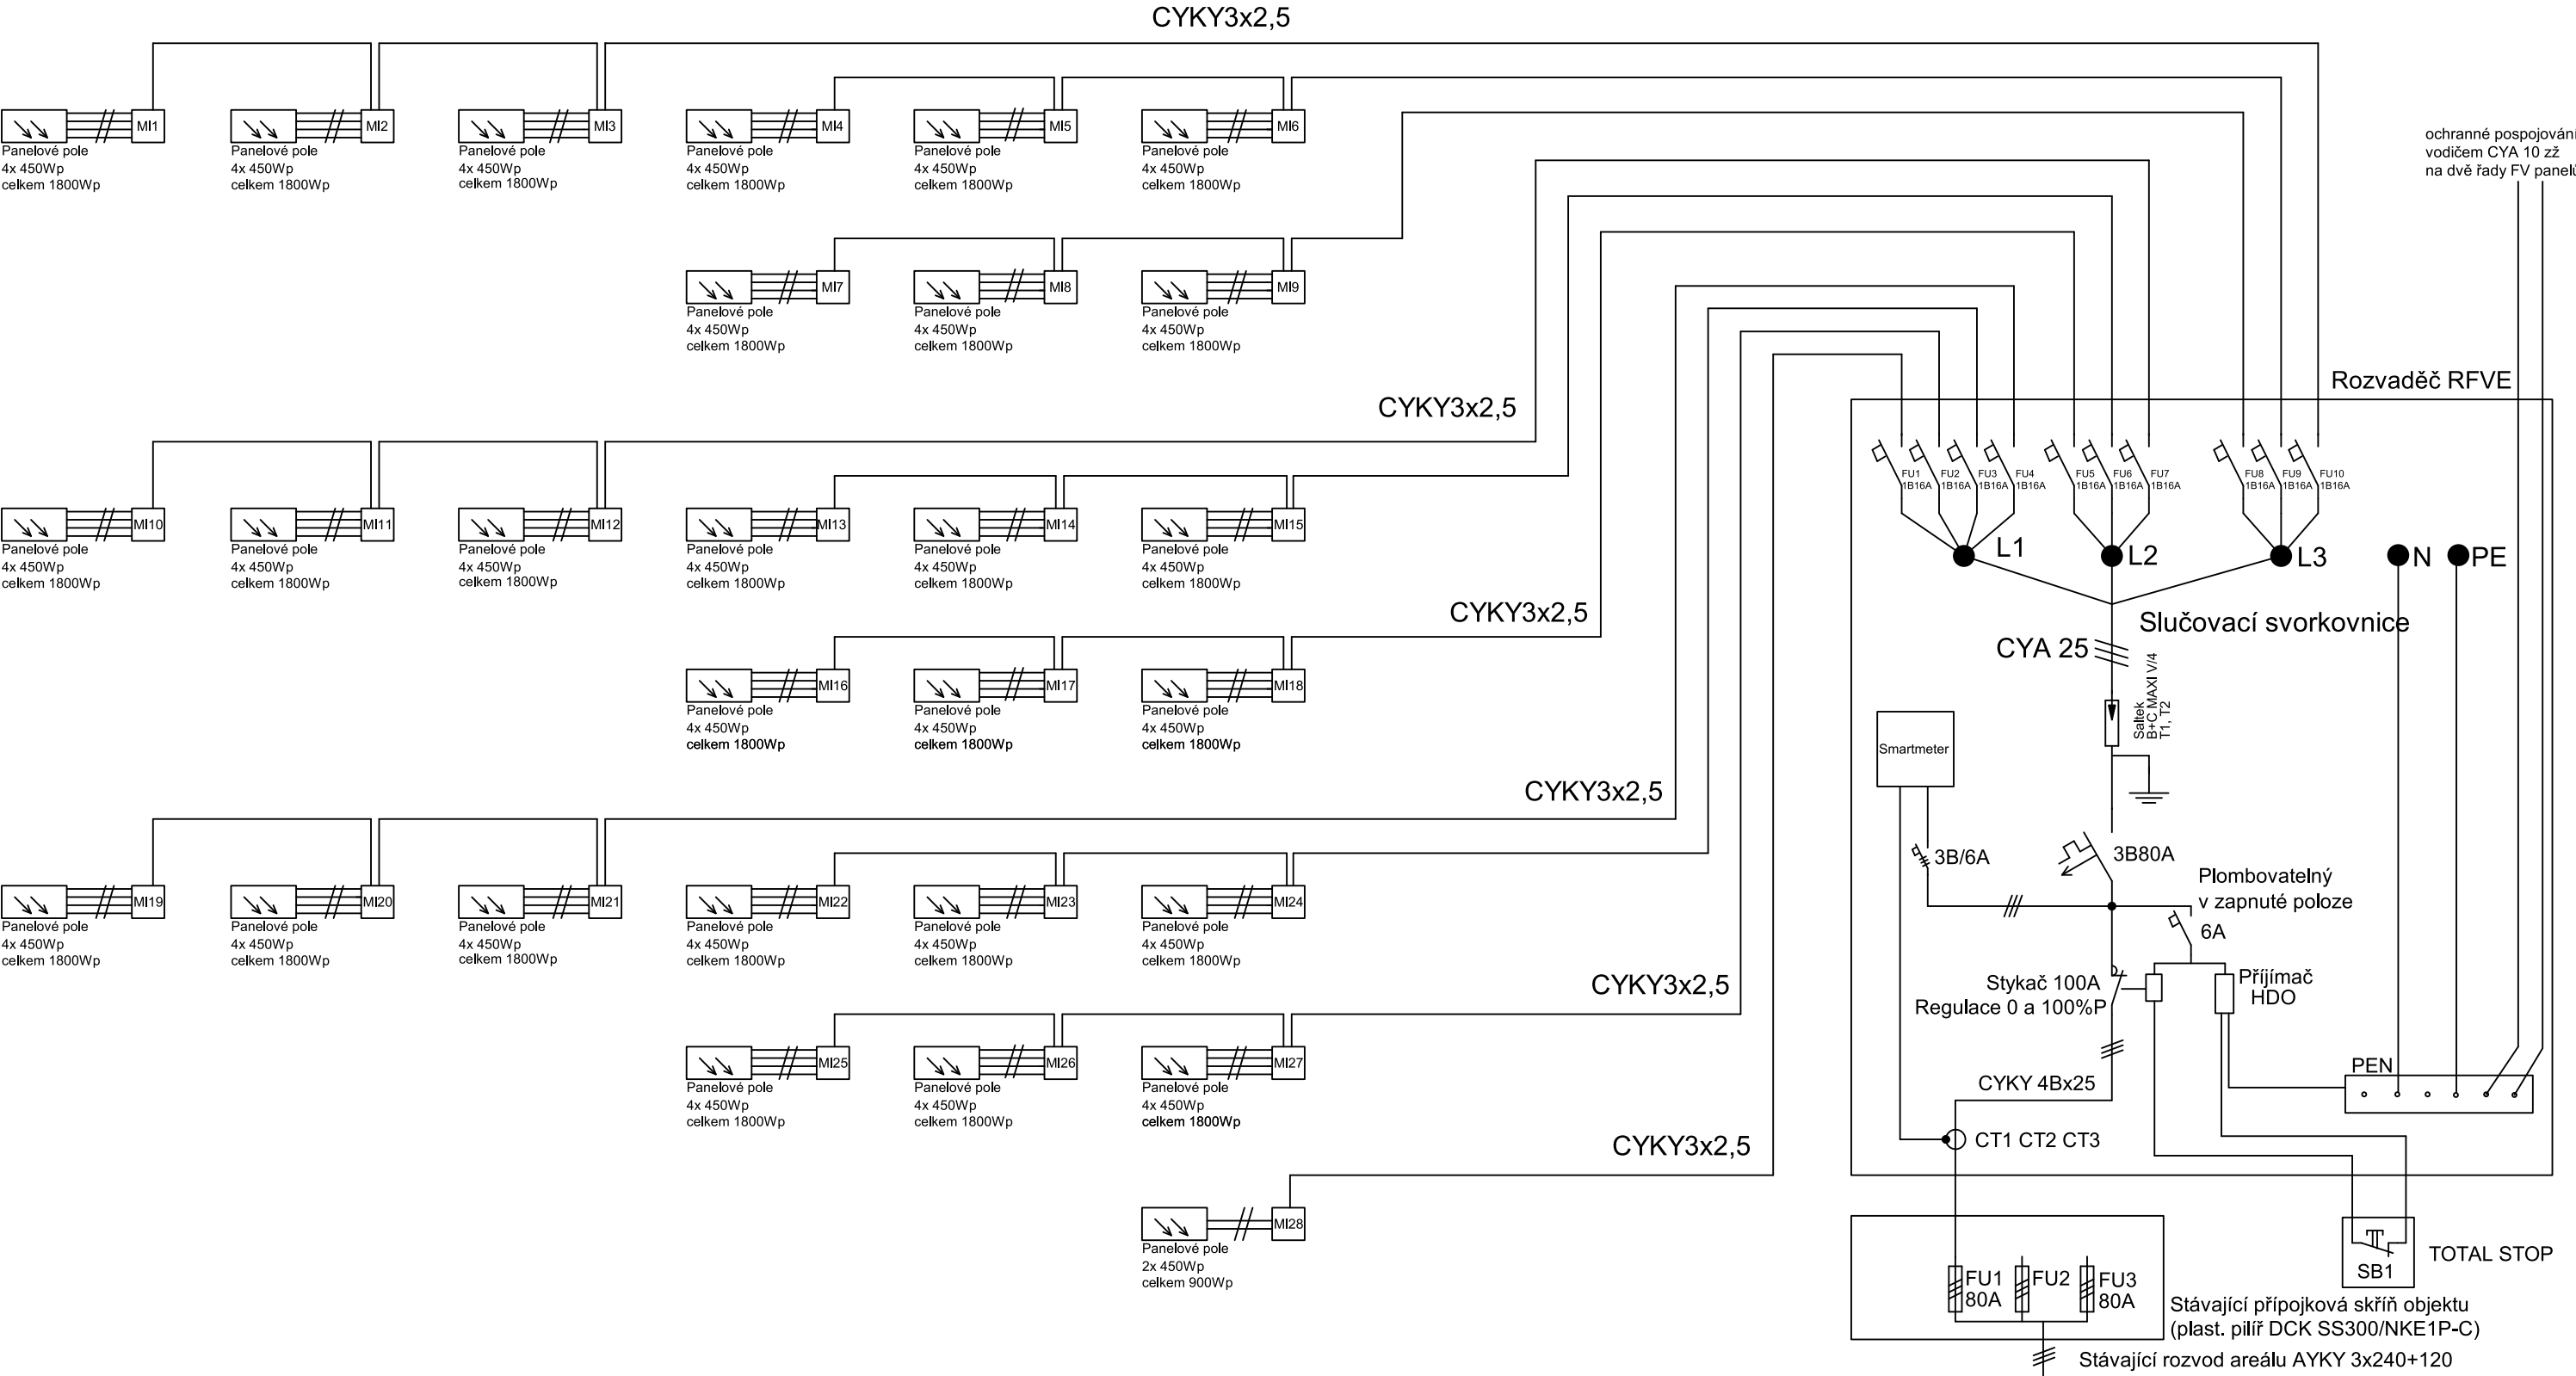 CYKY3x2,5
MI1
Panelové pole
4x 450Wp
celkem 1800Wp
MI2
Panelové pole
4x 450Wp
celkem 1800Wp
MI3
Panelové pole
4x 450Wp
celkem 1800Wp
MI4
Panelové pole
4x 450Wp
celkem 1800Wp
MI5
Panelové pole
4x 450Wp
celkem 1800Wp
MI6
Panelové pole
4x 450Wp
celkem 1800Wp
ochranné pospojování
vodičem CYA 10 zž
na dvě řady FV panelů
MI7
Panelové pole
4x 450Wp
celkem 1800Wp
MI8
Panelové pole
4x 450Wp
celkem 1800Wp
MI9
Panelové pole
4x 450Wp
celkem 1800Wp
CYKY3x2,5
MI10
Panelové pole
4x 450Wp
celkem 1800Wp
MI11
Panelové pole
4x 450Wp
celkem 1800Wp
MI12
Panelové pole
4x 450Wp
celkem 1800Wp
MI13
Panelové pole
4x 450Wp
celkem 1800Wp
MI14
Panelové pole
4x 450Wp
celkem 1800Wp
MI15
Panelové pole
4x 450Wp
celkem 1800Wp
CYKY3x2,5
MI16
Panelové pole
4x 450Wp
celkem 1800Wp
MI17
Panelové pole
4x 450Wp
celkem 1800Wp
MI18
Panelové pole
4x 450Wp
celkem 1800Wp
CYKY3x2,5
MI19
Panelové pole
4x 450Wp
celkem 1800Wp
MI20
Panelové pole
4x 450Wp
celkem 1800Wp
MI21
Panelové pole
4x 450Wp
celkem 1800Wp
MI22
Panelové pole
4x 450Wp
celkem 1800Wp
MI23
Panelové pole
4x 450Wp
celkem 1800Wp
MI24
Panelové pole
4x 450Wp
celkem 1800Wp
CYKY3x2,5
MI25
Panelové pole
4x 450Wp
celkem 1800Wp
MI26
Panelové pole
4x 450Wp
celkem 1800Wp
MI27
Panelové pole
4x 450Wp
celkem 1800Wp
CYKY3x2,5
MI28
Panelové pole
2x 450Wp
celkem 900Wp
Rozvaděč RFVE
FU1
1B16A
FU2
1B16A
FU3
1B16A
FU4
1B16A
FU5
1B16A
FU6
1B16A
FU7
1B16A
FU8
1B16A
FU9
1B16A
FU10
1B16A
L1
L2
L3
N
PE
Slučovací svorkovnice
CYA 25
Saltek
B+C MAXI V/4
T1, T2
Smartmeter
3B/6A
3B80A
Plombovatelný
v zapnuté poloze
6A
Stykač 100A
Regulace 0 a 100%P
Příjímač
HDO
CYKY 4Bx25
PEN
CT1 CT2 CT3
FU1
80A
FU2
FU3
80A
SB1
TOTAL STOP
Stávající přípojková skříň objektu
(plast. pilíř DCK SS300/NKE1P-C)
Stávající rozvod areálu AYKY 3x240+120